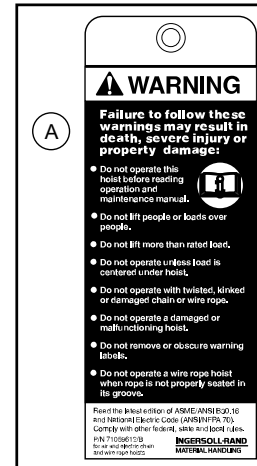 A
WARNING
Failure to follow these
warnings may result in
death, severe injury or
property damage:
Do not operate this
hoist before reading
operation and
maintenance manual.
Do not lift people or loads over
people.
Do not lift more than rated load.
Do not operate unless load is
centered under hoist.
Do not operate with twisted, kinked
or damaged chain or wire rope.
Do not operate a damaged or
malfunctioning hoist.
Do not remove or obscure warning
labels.
Do not operate a wire rope hoist
when rope is not properly seated in
its groove.
Read the latest edition of ASME/ANSI B30.16
and National Electric Code (ANSI/NFPA 70).
Comply with other federal, state and local rules.
P/N 71059612/B
for air and electric chain
and wire rope hoists
INGERSOLL-RAND
MATERIAL HANDLING